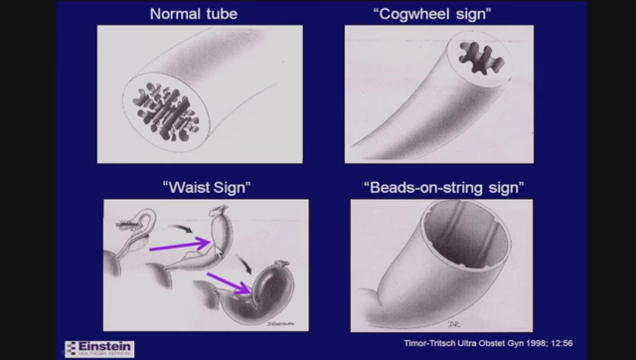 Normal tube
“Cogwheel sign”
“Waist Sign”
“Beads-on-string sign”
DR
Einstein
Timor-Tritsch Ultra Obstet Gyn 1998; 12:56